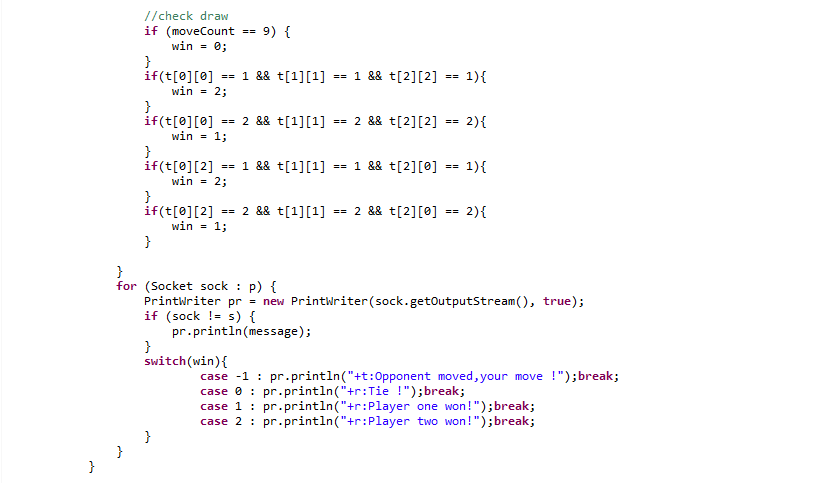 //check draw
if (moveCount == 9) {
win = 0;
}
if(t[0][0] == 1 && t[1][1] == 1 && t[2][2] == 1){
win = 2;
}
if(t[0][0] == 2 && t[1][1] == 2 && t[2][2] == 2){
win = 1;
}
if(t[0][2] == 1 && t[1][1] == 1 && t[2][0] == 1){
win = 2;
}
if(t[0][2] == 2 && t[1][1] == 2 && t[2][0] == 2){
win = 1;
}
}
for (Socket sock : p) {
PrintWriter pr = new PrintWriter(sock.getOutputStream(), true);
if (sock != s) {
pr.println(message);
}
switch(win){
case -1 : pr.println("+t:Opponent moved,your move !");break;
case 0 : pr.println("+r:Tie !");break;
case 1 : pr.println("+r:Player one won!");break;
case 2 : pr.println("+r:Player two won!");break;
}
}
}